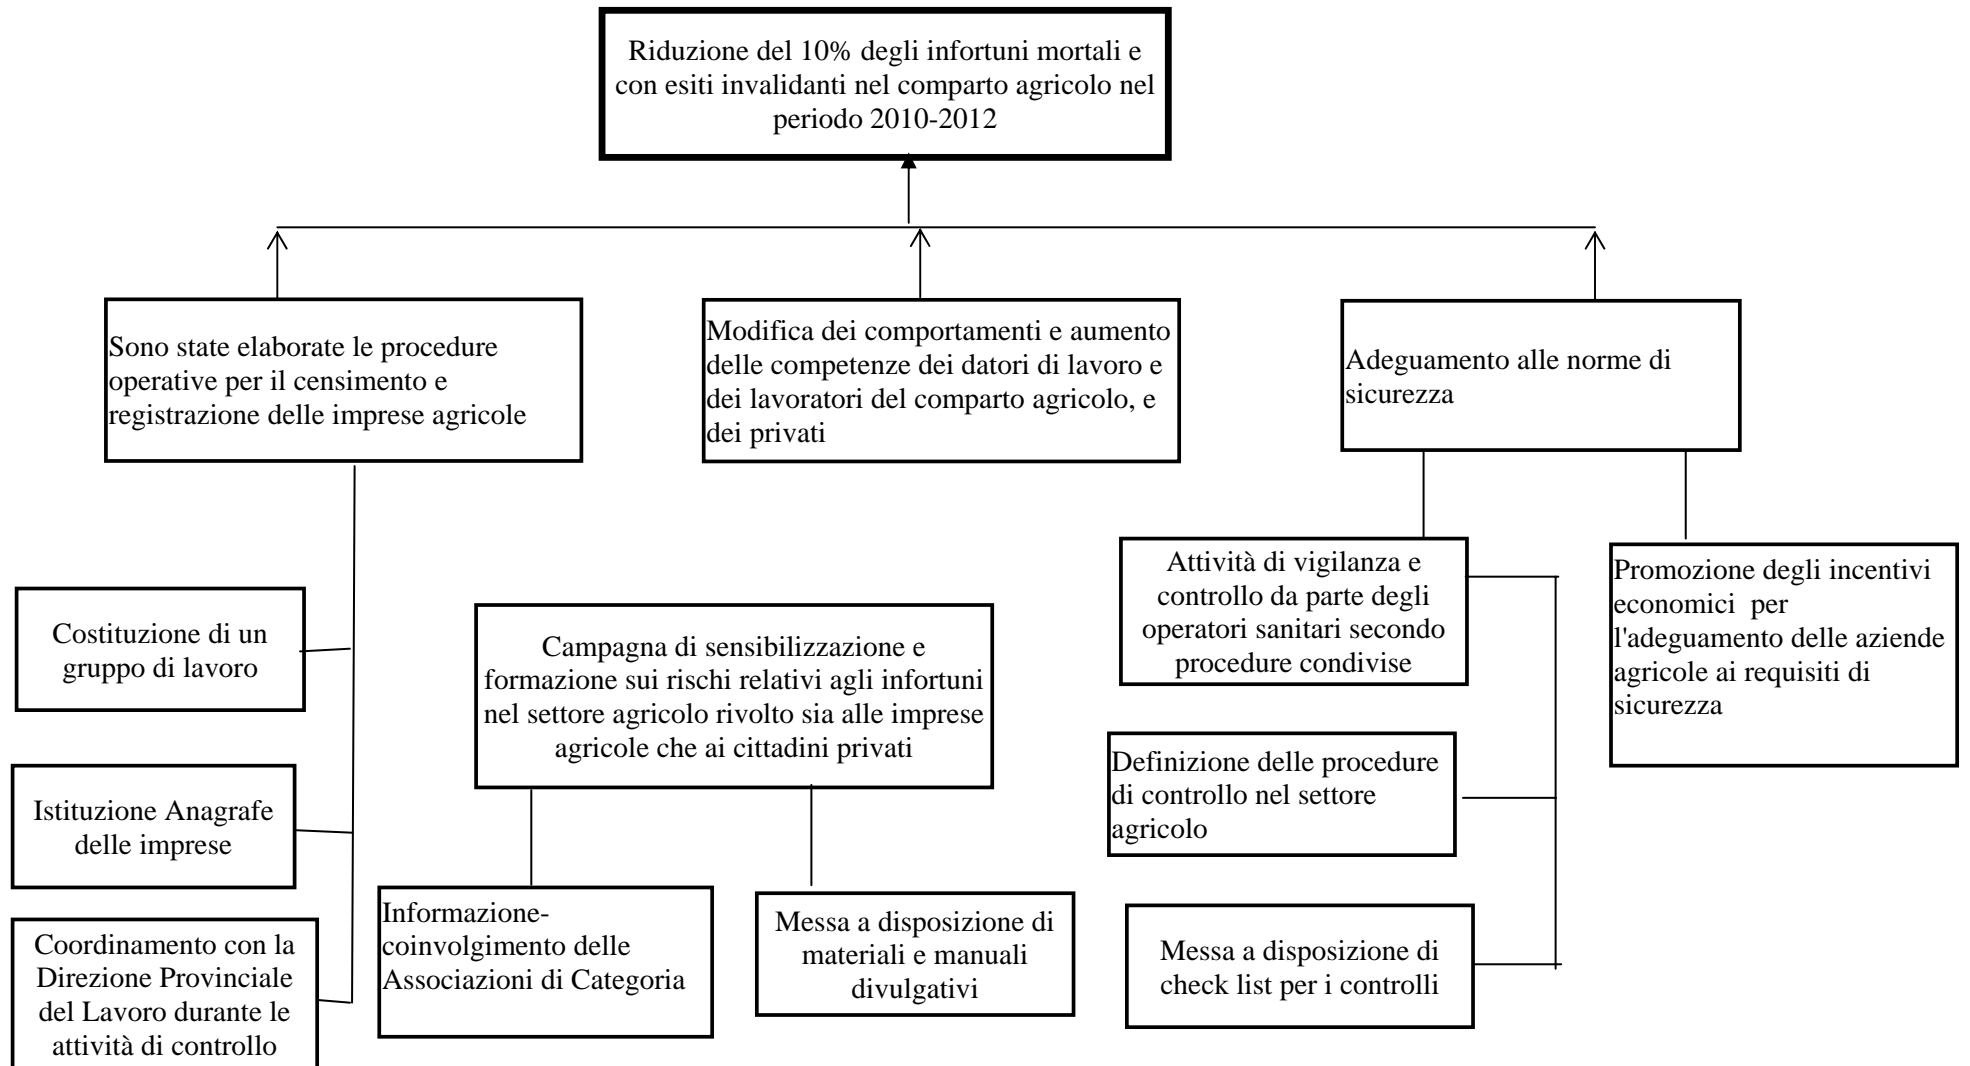 Riduzione del 10% degli infortuni mortali e
con esiti invalidanti nel comparto agricolo nel
periodo 2010-2012
Sono state elaborate le procedure
operative per il censimento e
registrazione delle imprese agricole
Modifica dei comportamenti e aumento
delle competenze dei datori di lavoro e
dei lavoratori del comparto agricolo, e
dei privati
Adeguamento alle norme di
sicurezza
Costituzione di un
gruppo di lavoro
Istituzione Anagrafe
delle imprese
Coordinamento con la
Direzione Provinciale
del Lavoro durante le
attività di controllo
Campagna di sensibilizzazione e
formazione sui rischi relativi agli infortuni
nel settore agricolo rivolto sia alle imprese
agricole che ai cittadini privati
Informazione-
coinvolgimento delle
Associazioni di Categoria
Messa a disposizione di
materiali e manuali
divulgativi
Attività di vigilanza e
controllo da parte degli
operatori sanitari secondo
procedure condivise
Definizione delle procedure
di controllo nel settore
agricolo
Messa a disposizione di
check list per i controlli
Promozione degli incentivi
economici  per
l'adeguamento delle aziende
agricole ai requisiti di
sicurezza